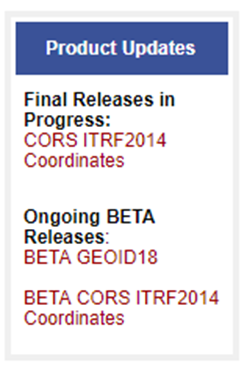 Product Updates
Final Releases in
Progress:
CORS ITRF2014
Coordinates
Ongoing BETA
Releases:
BETA GEOID18
BETA CORS ITRF2014
Coordinates